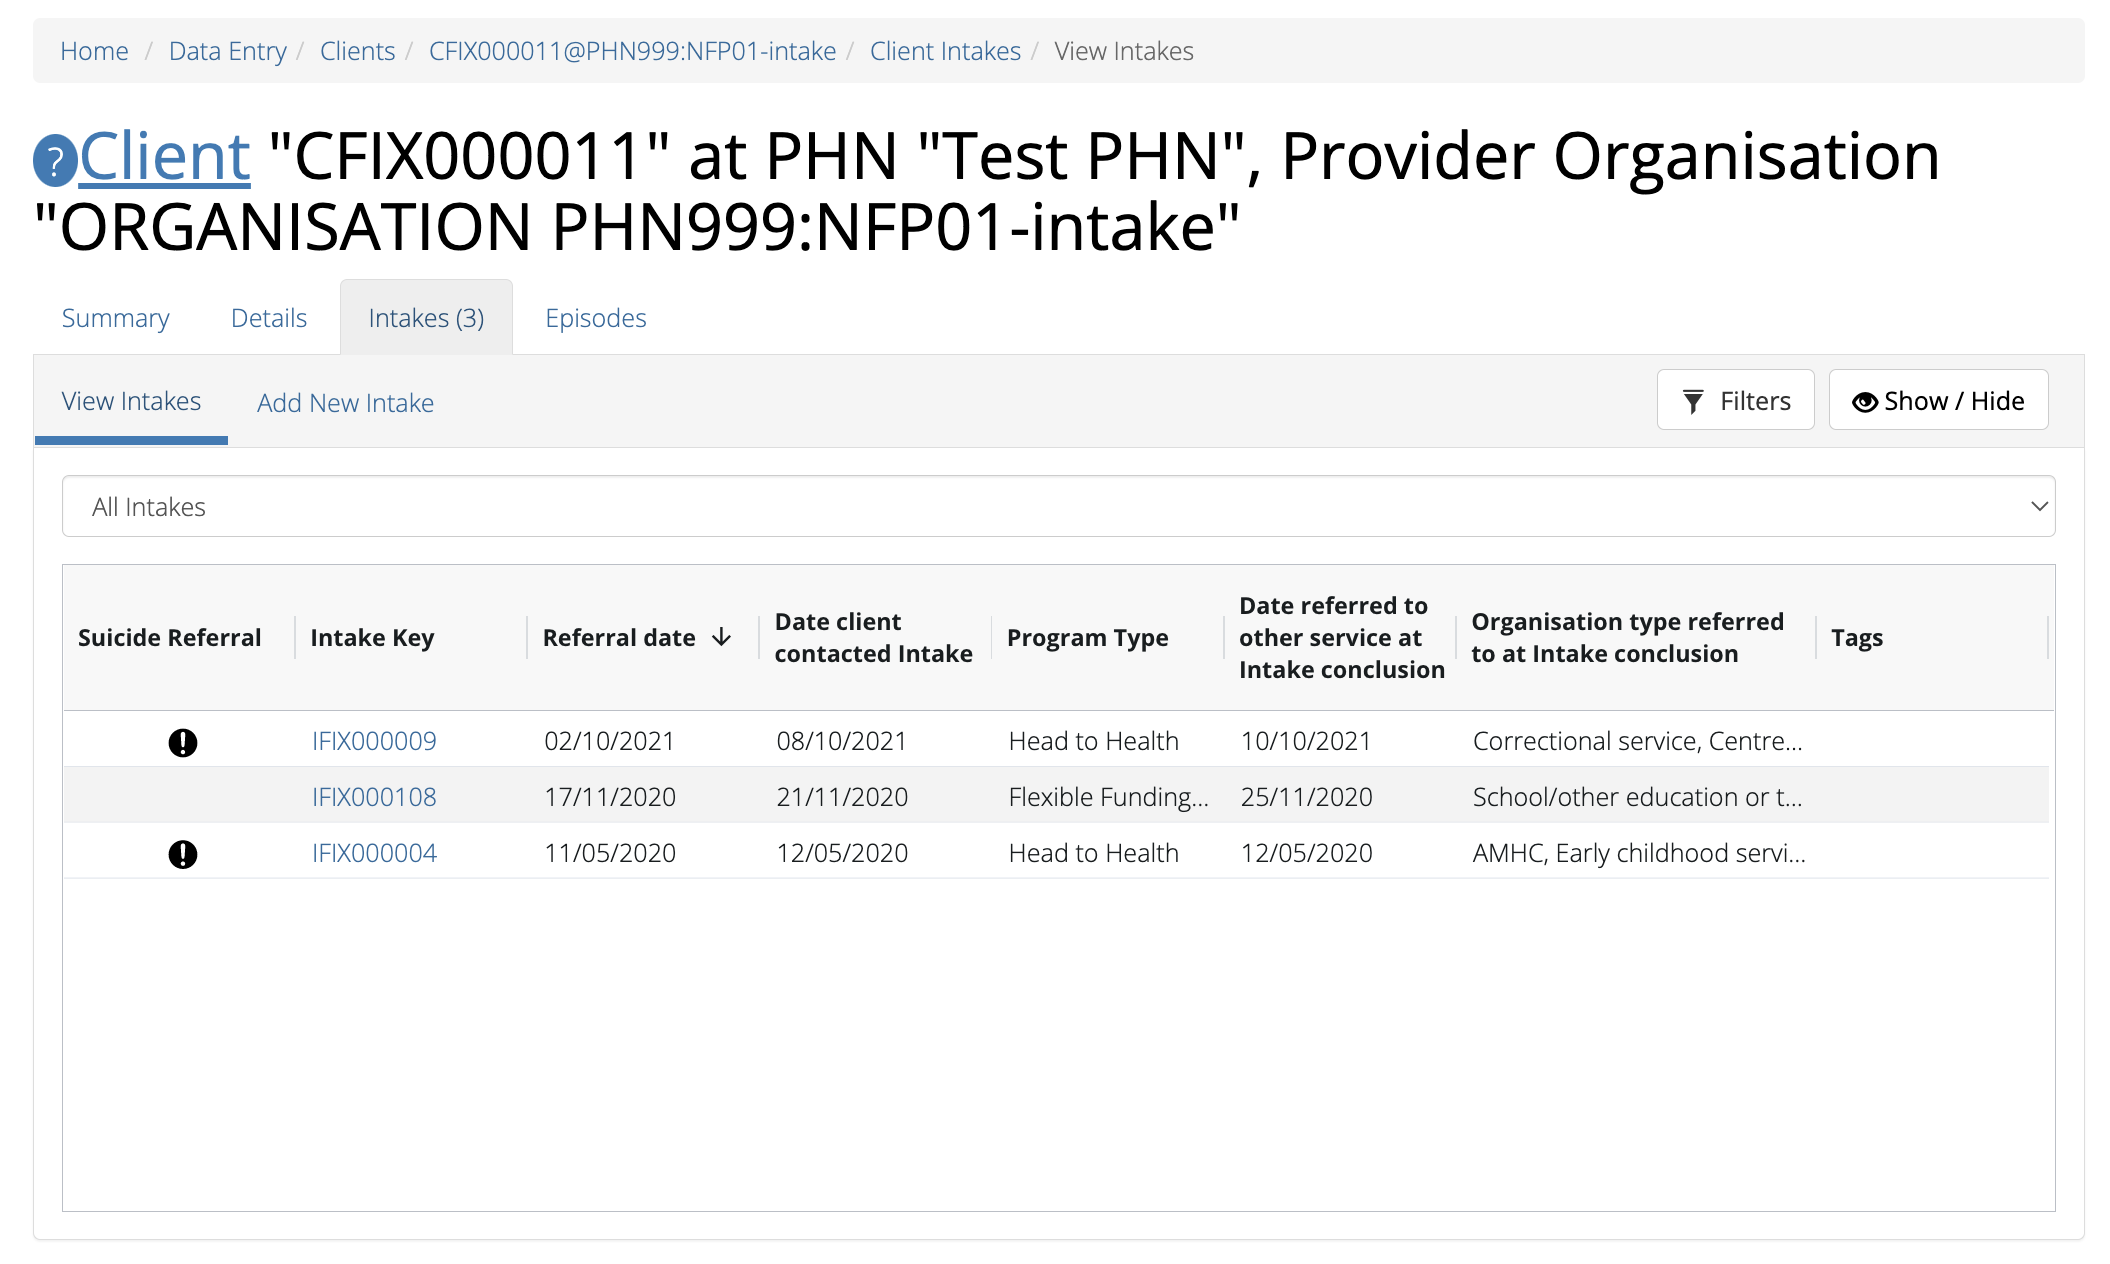 Home / Data Entry / Clients / CFIX000011@PHN999:NFP01-intake / Client Intakes / View Intakes
?Client "CFIX000011" at PHN "Test PHN", Provider Organisation
"ORGANISATION PHN999:NFP01-intake"
Summary Details Intakes (3) Episodes
View Intakes Add New Intake Filters Show / Hide
All Intakes
Suicide Referral Intake Key Referral date ↓ Date client contacted Intake Program Type Date referred to other service at Intake conclusion Organisation type referred to at Intake conclusion Tags
IFIX000009 02/10/2021 08/10/2021 Head to Health 10/10/2021 Correctional service, Centre...
IFIX000108 17/11/2020 21/11/2020 Flexible Funding... 25/11/2020 School/other education or t...
IFIX000004 11/05/2020 12/05/2020 Head to Health 12/05/2020 AMHC, Early childhood servi...